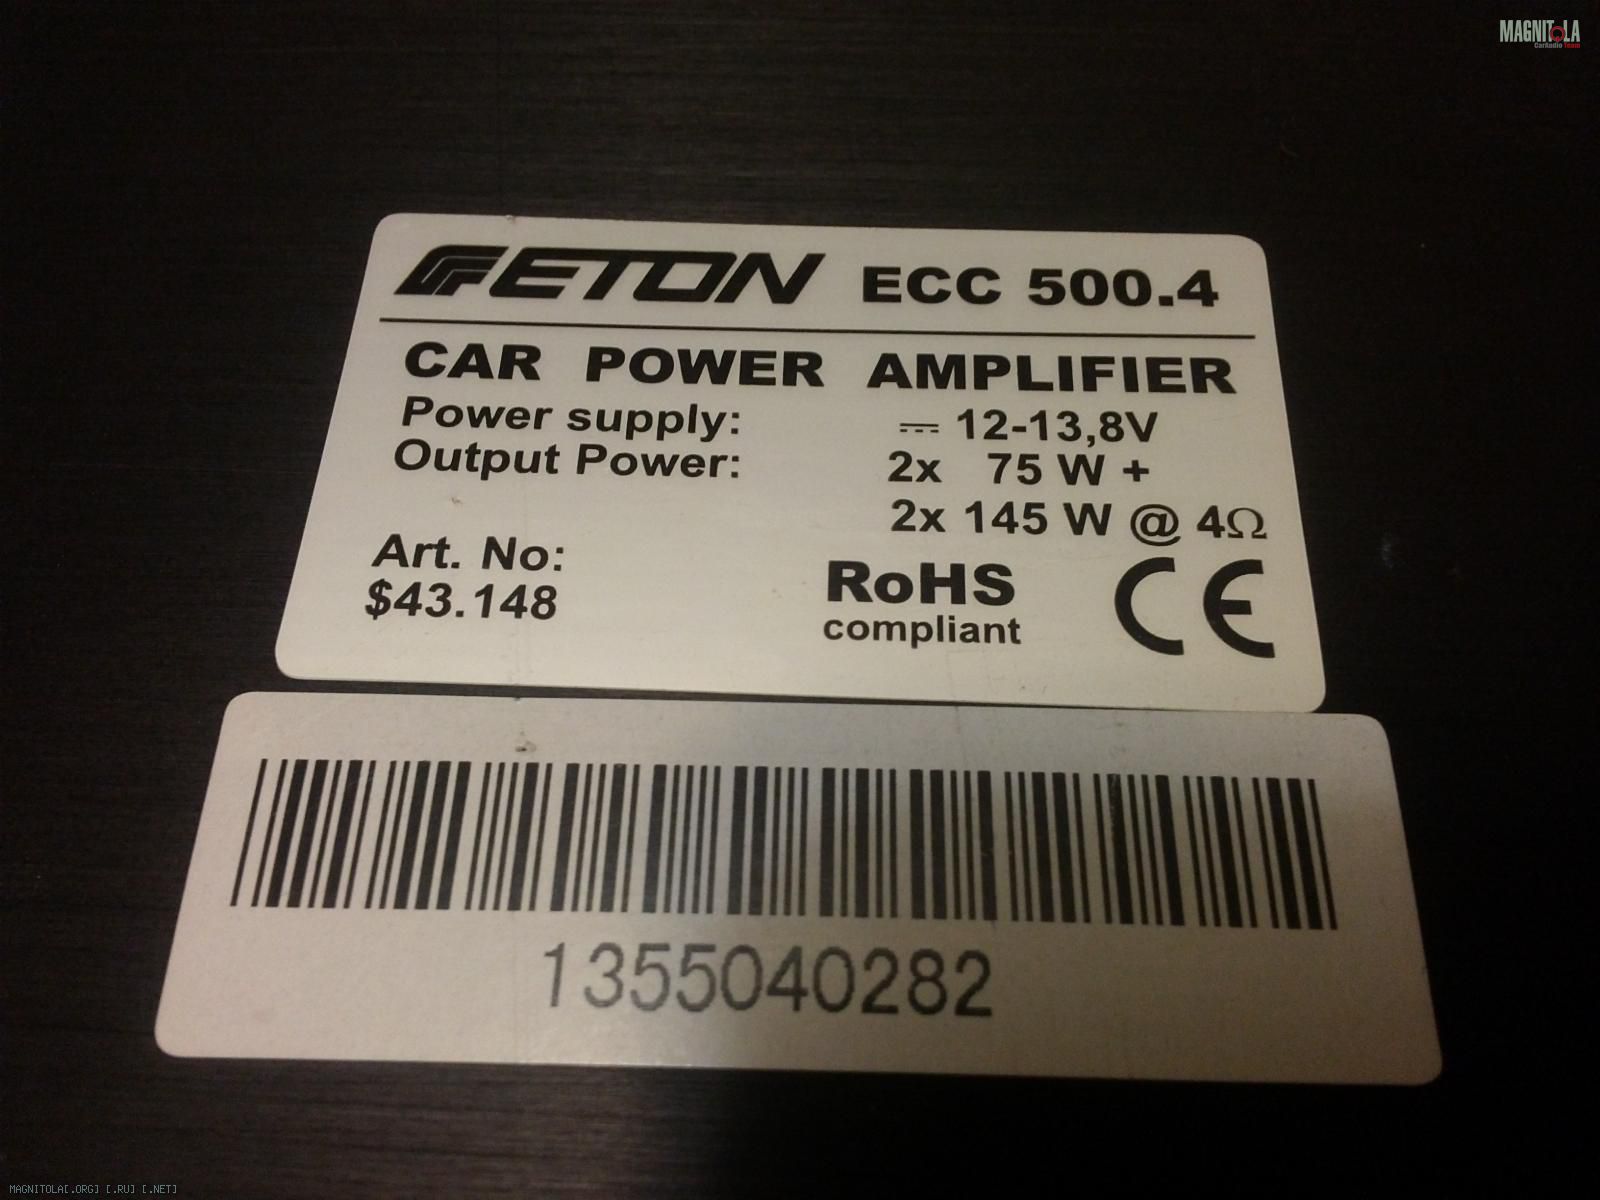 MAGNITOLA
CarAudio Team
ETON ECC 500.4
CAR POWER AMPLIFIER
Power supply: ⎓ 12-13,8V
Output Power: 2x 75 W +
2x 145 W @ 4Ω
Art. No:
$43.148
RoHS
compliant
CE
1355040282
MAGNITOLA[.ORG] [.RU] [.NET]